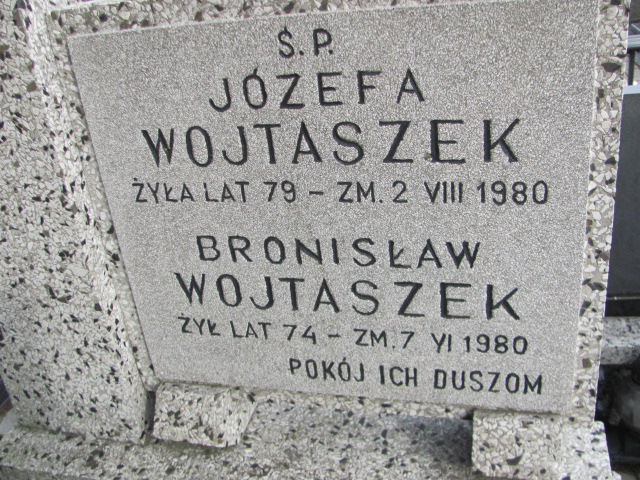 Ś.P.
JÓZEFA
WOJTASZEK
ŻYŁA LAT 79 - ZM. 2 VIII 1980
BRONISŁAW
WOJTASZEK
ŻYŁ LAT 74 - ZM. 7 VI 1980
POKÓJ ICH DUSZOM